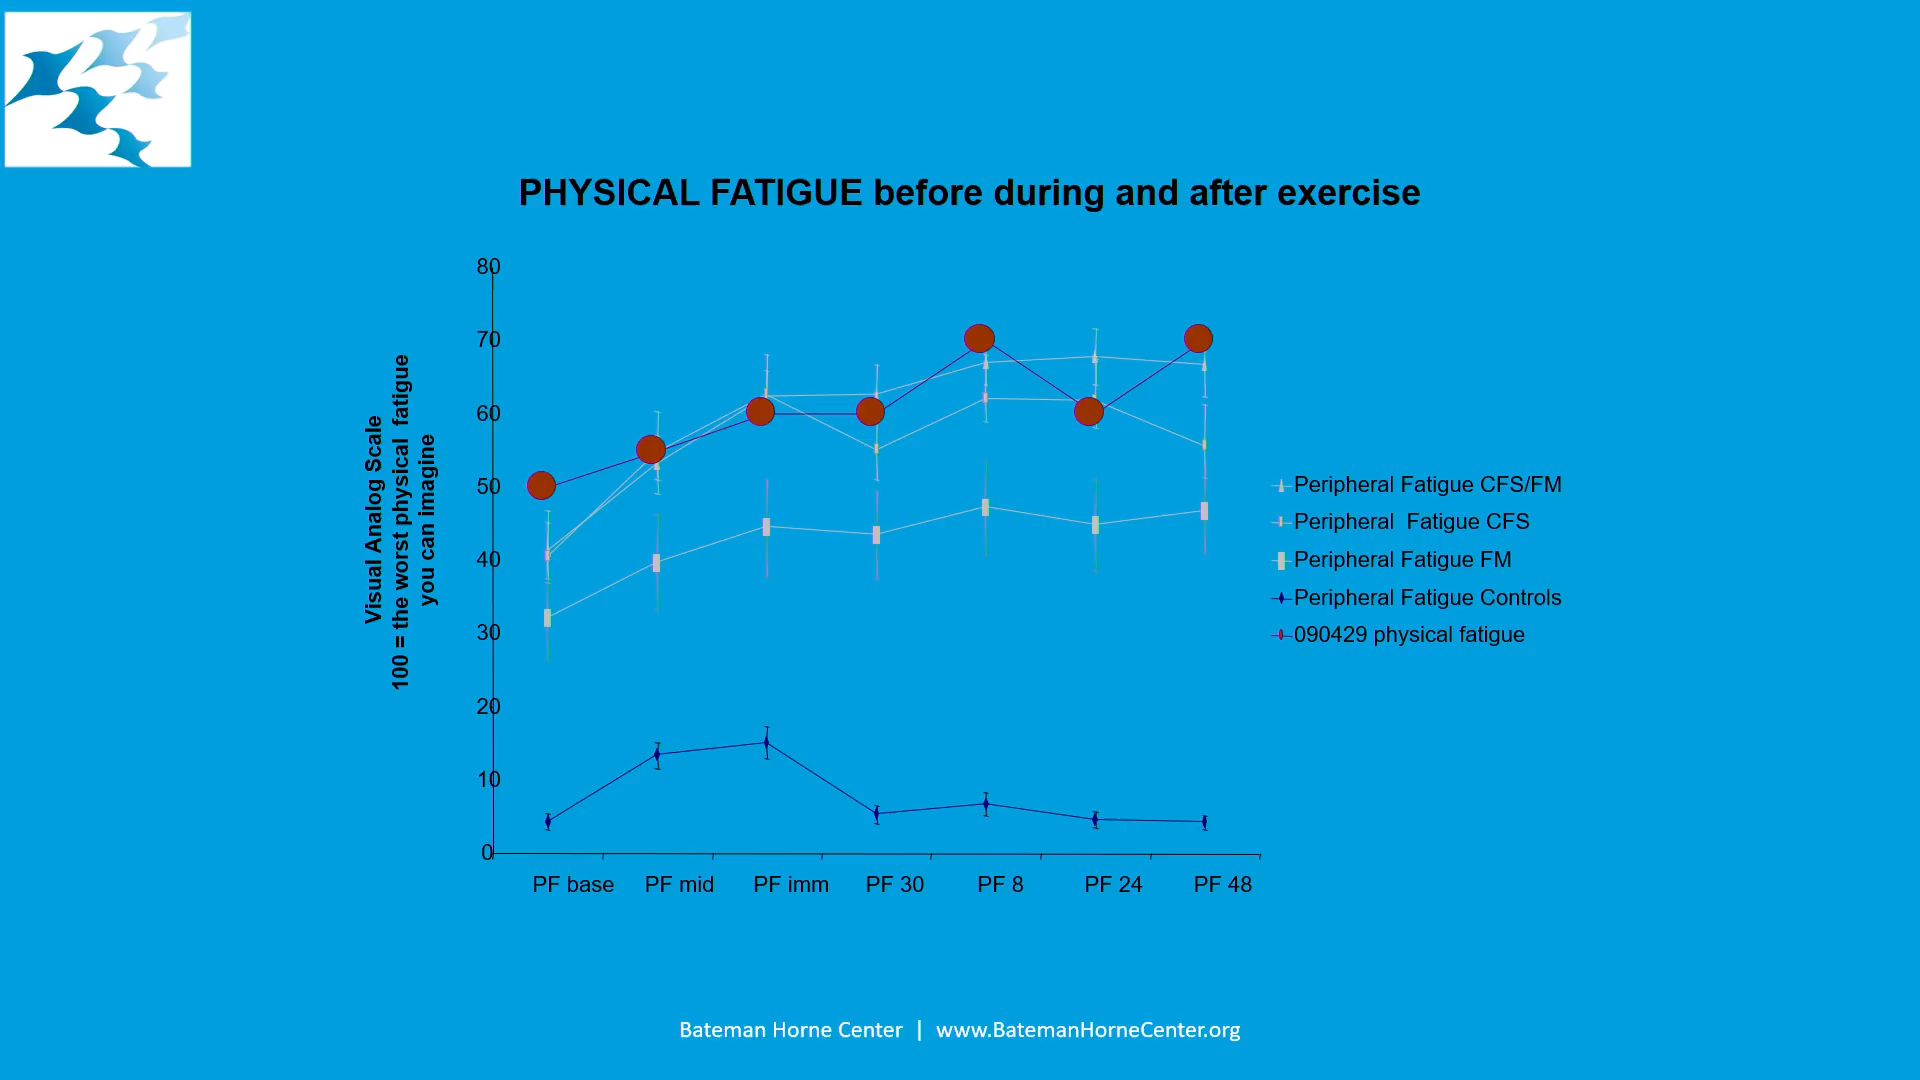 PHYSICAL FATIGUE before during and after exercise
Visual Analog Scale
100 = the worst physical  fatigue
you can imagine
80
70
60
50
40
30
20
10
0
PF base
PF mid
PF imm
PF 30
PF 8
PF 24
PF 48
Peripheral Fatigue CFS/FM
Peripheral  Fatigue CFS
Peripheral Fatigue FM
Peripheral Fatigue Controls
090429 physical fatigue
Bateman Horne Center | www.BatemanHorneCenter.org